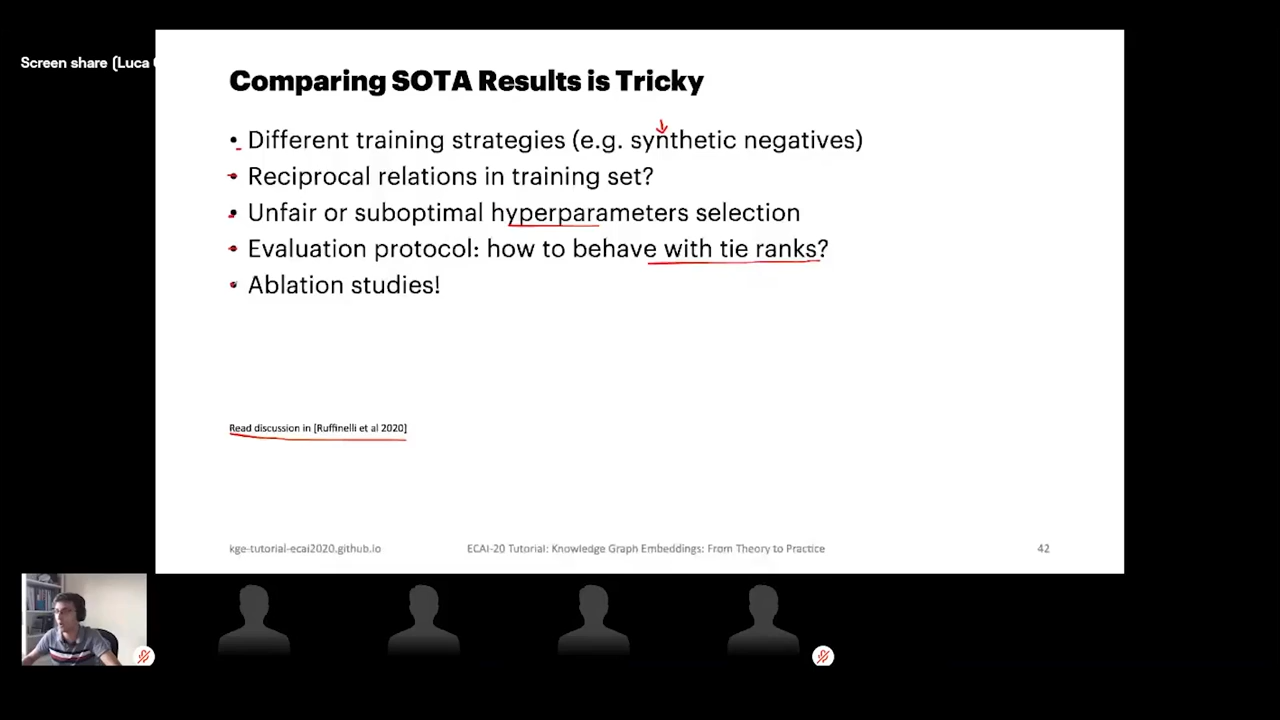 Screen share (Luca
Comparing SOTA Results is Tricky
• Different training strategies (e.g. synthetic negatives)
• Reciprocal relations in training set?
• Unfair or suboptimal hyperparameters selection
• Evaluation protocol: how to behave with tie ranks?
• Ablation studies!
Read discussion in [Ruffinelli et al 2020]
kge-tutorial-ecai2020.github.io ECAI-20 Tutorial: Knowledge Graph Embeddings: From Theory to Practice 42